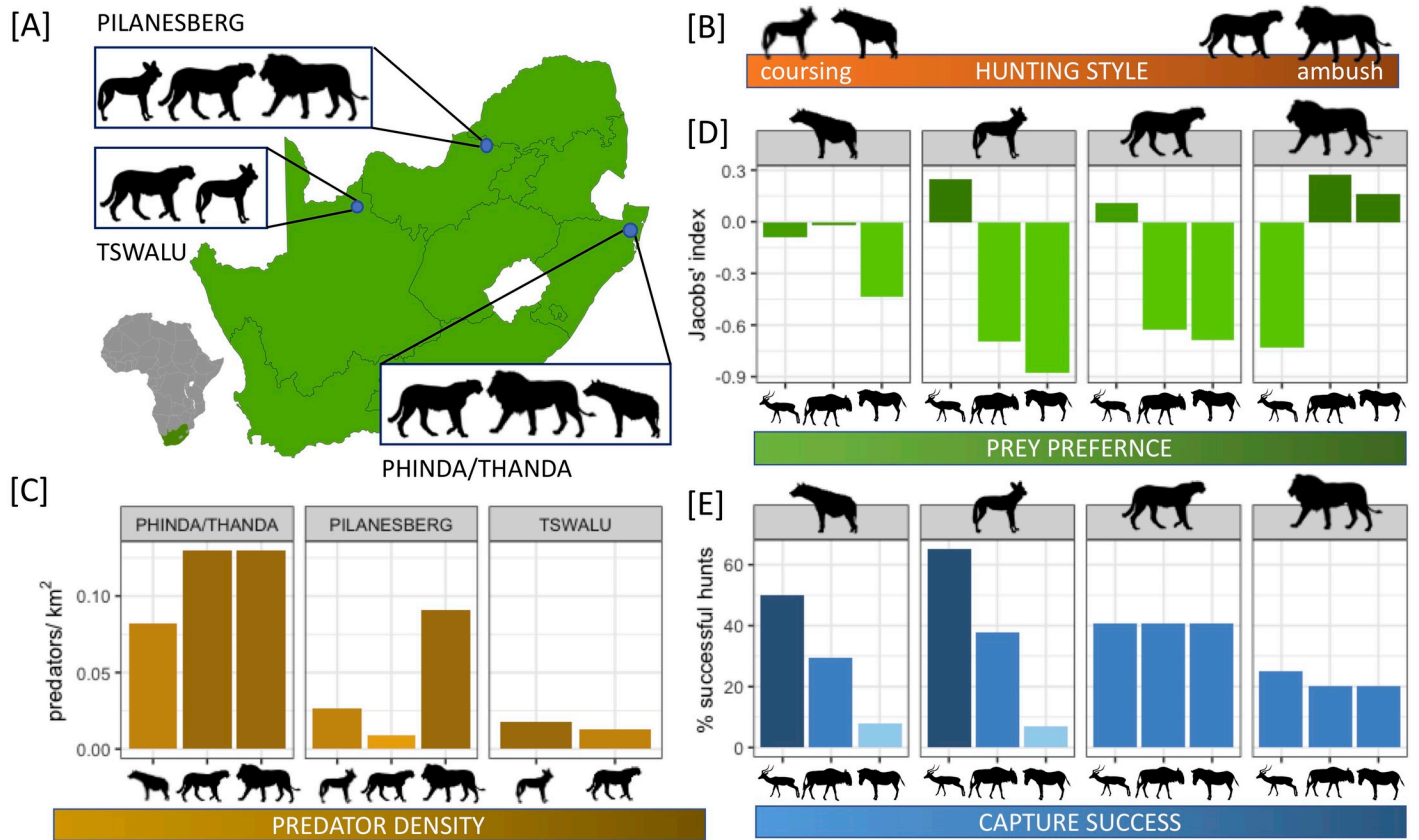 [A]
PILANESBERG
TSWALU
PHINDA/THANDA
[B]
coursing HUNTING STYLE ambush
[D]
Jacobs' index
0.3
0.0
-0.3
-0.6
-0.9
PREY PREFERNCE
[C]
PHINDA/THANDA PILANESBERG TSWALU
predators/ km²
0.10
0.05
0.00
PREDATOR DENSITY
[E]
% successful hunts
60
40
20
0
CAPTURE SUCCESS